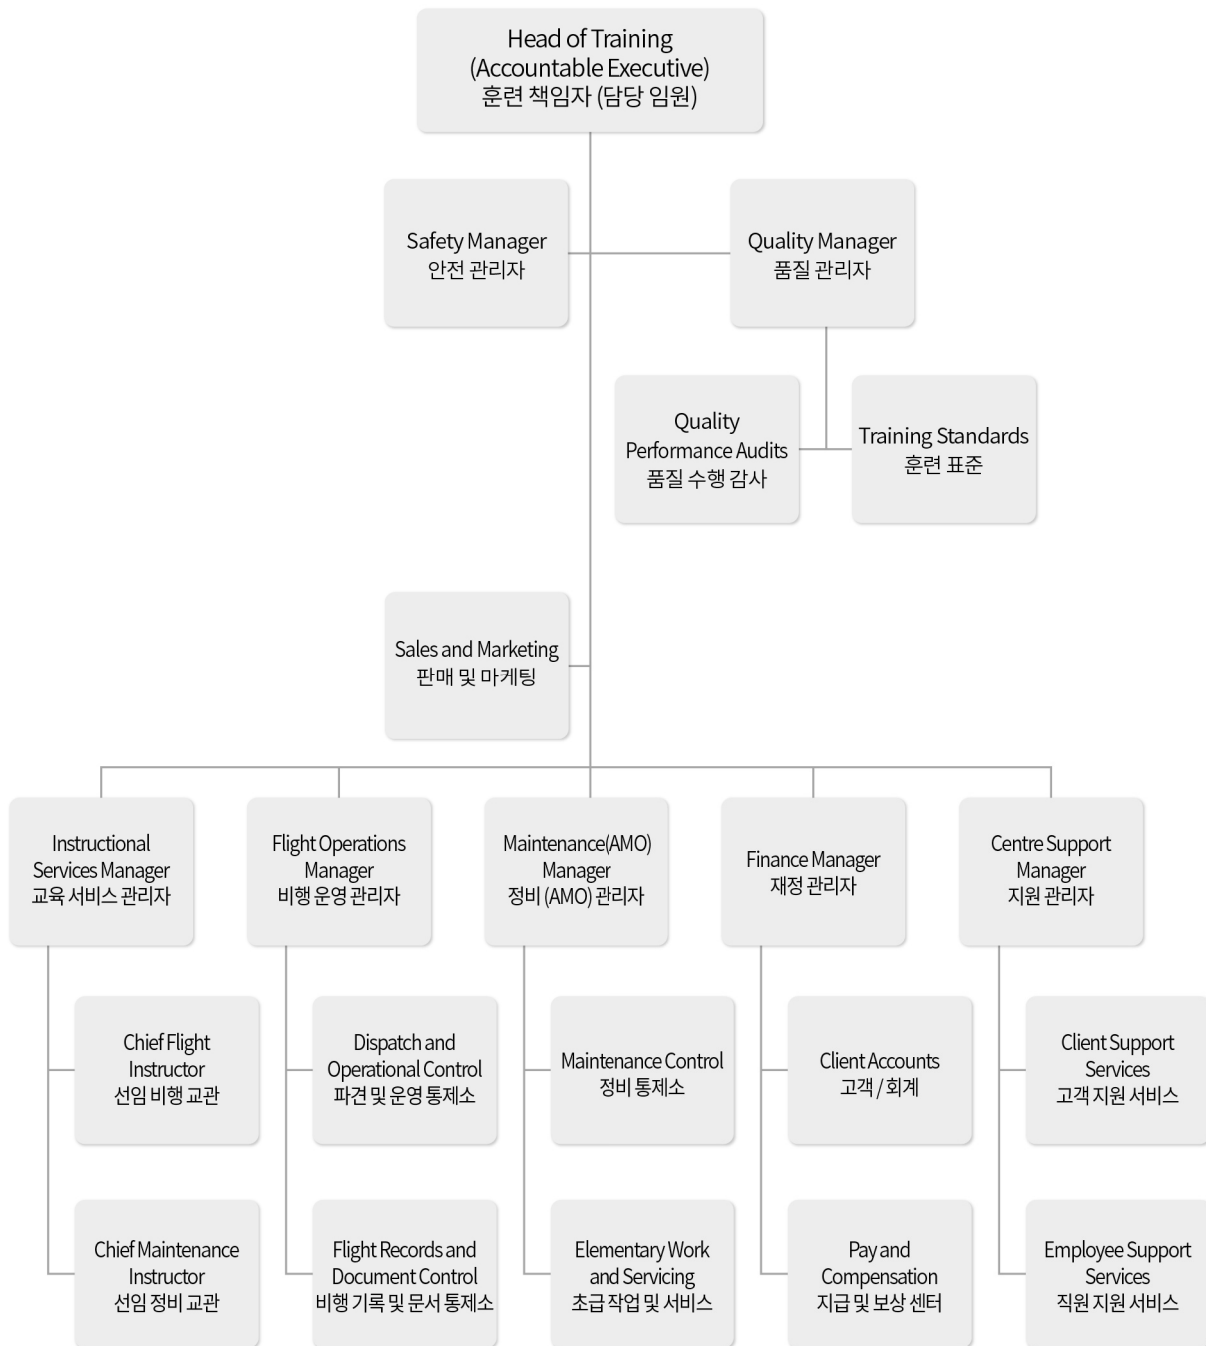 Head of Training
(Accountable Executive)
훈련 책임자 (담당 임원)
Safety Manager
안전 관리자
Quality Manager
품질 관리자
Quality
Performance Audits
품질 수행 감사
Training Standards
훈련 표준
Sales and Marketing
판매 및 마케팅
Instructional
Services Manager
교육 서비스 관리자
Flight Operations
Manager
비행 운영 관리자
Maintenance(AMO)
Manager
정비 (AMO) 관리자
Finance Manager
재정 관리자
Centre Support
Manager
지원 관리자
Chief Flight
Instructor
선임 비행 교관
Dispatch and
Operational Control
파견 및 운영 통제소
Maintenance Control
정비 통제소
Client Accounts
고객 / 회계
Client Support
Services
고객 지원 서비스
Chief Maintenance
Instructor
선임 정비 교관
Flight Records and
Document Control
비행 기록 및 문서 통제소
Elementary Work
and Servicing
초급 작업 및 서비스
Pay and
Compensation
지급 및 보상 센터
Employee Support
Services
직원 지원 서비스